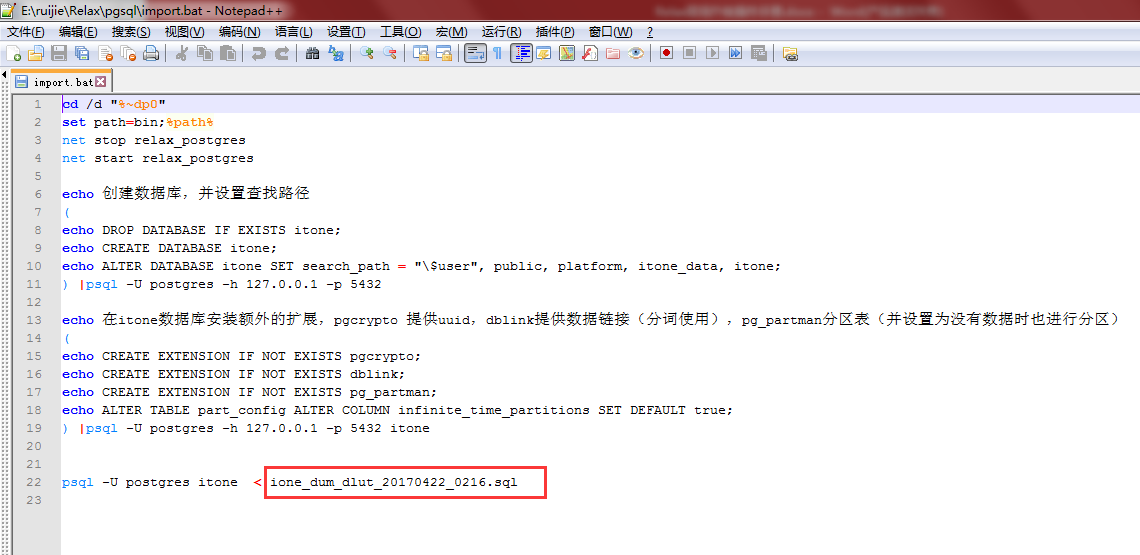 E:\ruijie\Relax\pgsql\import.bat - Notepad++
文件(F) 编辑(E) 搜索(S) 视图(V) 编码(N) 语言(L) 设置(T) 工具(O) 宏(M) 运行(R) 插件(P) 窗口(W) ?
import.bat
1 cd /d "%~dp0"
2 set path=bin;%path%
3 net stop relax_postgres
4 net start relax_postgres
5
6 echo 创建数据库，并设置查找路径
7 (
8 echo DROP DATABASE IF EXISTS itone;
9 echo CREATE DATABASE itone;
10 echo ALTER DATABASE itone SET search_path = "\$user", public, platform, itone_data, itone;
11 ) |psql -U postgres -h 127.0.0.1 -p 5432
12
13 echo 在itone数据库安装额外的扩展，pgcrypto 提供uuid，dblink提供数据链接（分词使用），pg_partman分区表（并设置为没有数据时也进行分区）
14 (
15 echo CREATE EXTENSION IF NOT EXISTS pgcrypto;
16 echo CREATE EXTENSION IF NOT EXISTS dblink;
17 echo CREATE EXTENSION IF NOT EXISTS pg_partman;
18 echo ALTER TABLE part_config ALTER COLUMN infinite_time_partitions SET DEFAULT true;
19 ) |psql -U postgres -h 127.0.0.1 -p 5432 itone
20
21
22 psql -U postgres itone  < ione_dum_dlut_20170422_0216.sql
23